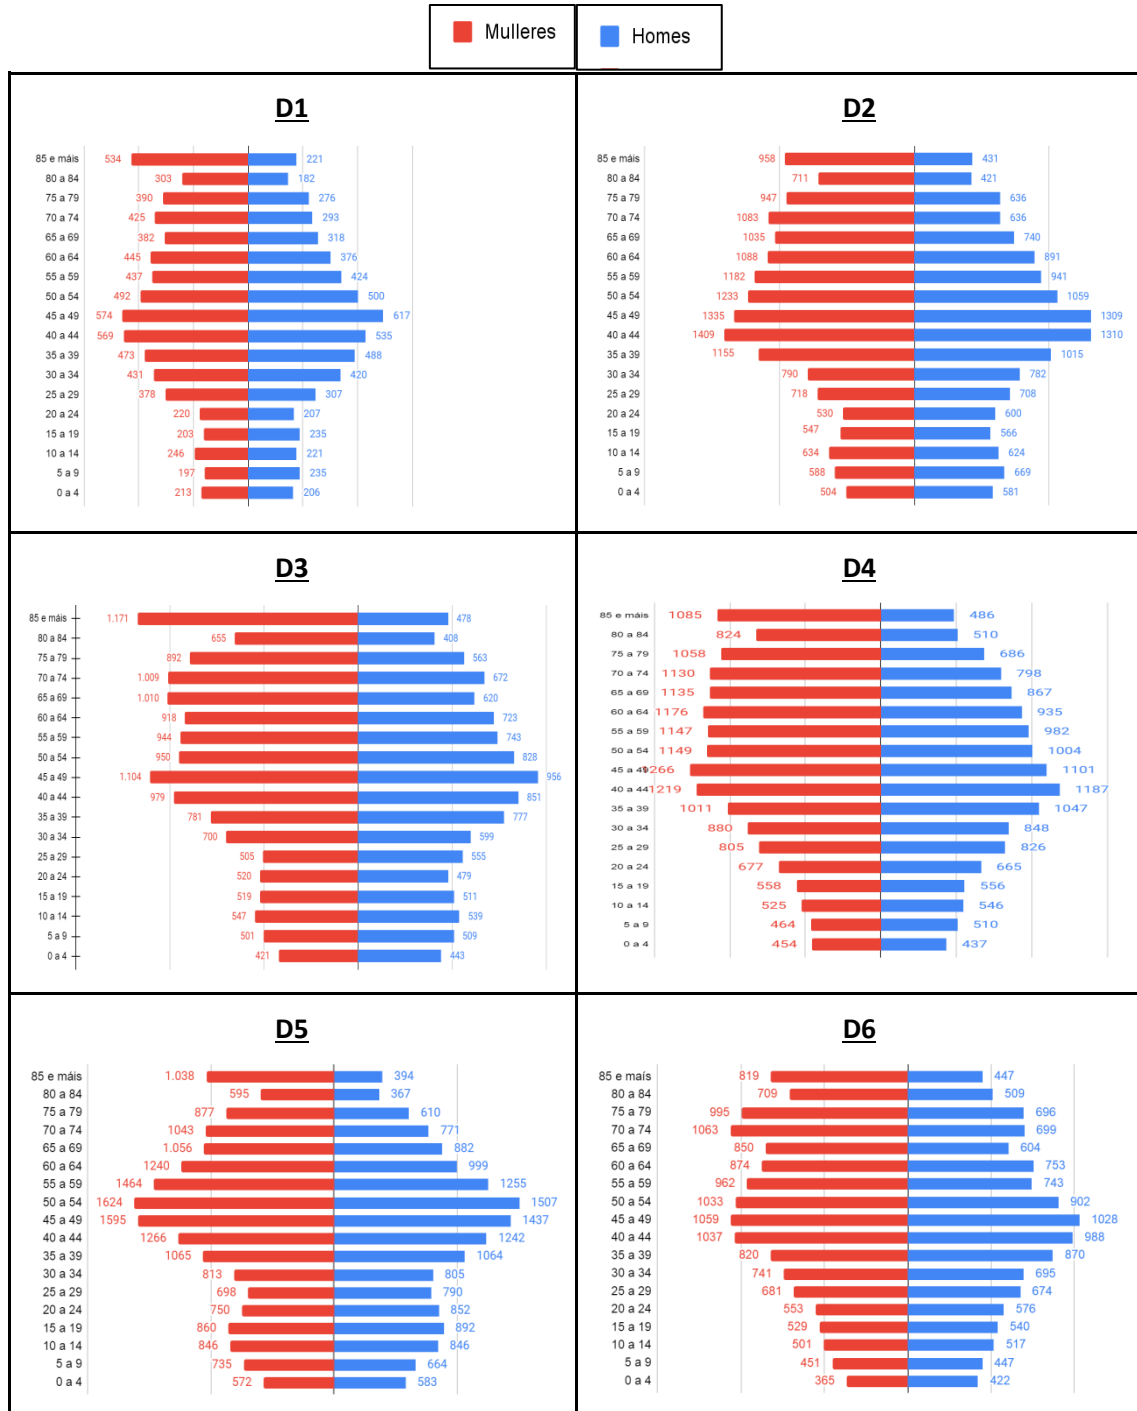 Mulleres Homes
D1
85 e máis 534 221
80 a 84 303 182
75 a 79 390 276
70 a 74 425 293
65 a 69 382 318
60 a 64 445 376
55 a 59 437 424
50 a 54 492 500
45 a 49 574 617
40 a 44 569 535
35 a 39 473 488
30 a 34 431 420
25 a 29 378 307
20 a 24 220 207
15 a 19 203 235
10 a 14 246 221
5 a 9 197 235
0 a 4 213 206
D2
85 e máis 958 431
80 a 84 711 421
75 a 79 947 636
70 a 74 1083 636
65 a 69 1035 740
60 a 64 1088 891
55 a 59 1182 941
50 a 54 1233 1059
45 a 49 1335 1309
40 a 44 1409 1310
35 a 39 1155 1015
30 a 34 790 782
25 a 29 718 708
20 a 24 530 600
15 a 19 547 566
10 a 14 634 624
5 a 9 588 669
0 a 4 504 581
D3
85 e máis 1.171 478
80 a 84 655 408
75 a 79 892 563
70 a 74 1.009 672
65 a 69 1.010 620
60 a 64 918 723
55 a 59 944 743
50 a 54 950 828
45 a 49 1.104 956
40 a 44 979 851
35 a 39 781 777
30 a 34 700 599
25 a 29 505 555
20 a 24 520 479
15 a 19 519 511
10 a 14 547 539
5 a 9 501 509
0 a 4 421 443
D4
85 e máis 1085 486
80 a 84 824 510
75 a 79 1058 686
70 a 74 1130 798
65 a 69 1135 867
60 a 64 1176 935
55 a 59 1147 982
50 a 54 1149 1004
45 a 49 1266 1101
40 a 44 1219 1187
35 a 39 1011 1047
30 a 34 880 848
25 a 29 805 826
20 a 24 677 665
15 a 19 558 556
10 a 14 525 546
5 a 9 464 510
0 a 4 454 437
D5
85 e máis 1.038 394
80 a 84 595 367
75 a 79 877 610
70 a 74 1043 771
65 a 69 1.056 882
60 a 64 1240 999
55 a 59 1464 1255
50 a 54 1624 1507
45 a 49 1595 1437
40 a 44 1266 1242
35 a 39 1065 1064
30 a 34 813 805
25 a 29 698 790
20 a 24 750 852
15 a 19 860 892
10 a 14 846 846
5 a 9 735 664
0 a 4 572 583
D6
85 e maís 819 447
80 a 84 709 509
75 a 79 995 696
70 a 74 1063 699
65 a 69 850 604
60 a 64 874 753
55 a 59 962 743
50 a 54 1033 902
45 a 49 1059 1028
40 a 44 1037 988
35 a 39 820 870
30 a 34 741 695
25 a 29 681 674
20 a 24 553 576
15 a 19 529 540
10 a 14 501 517
5 a 9 451 447
0 a 4 365 422